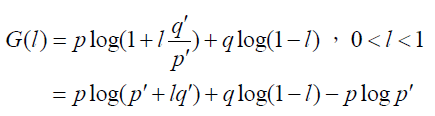 G(l) = p log(1 + l q'/p') + q log(1 − l) ， 0 < l < 1
= p log(p' + lq') + q log(1 − l) − p log p'